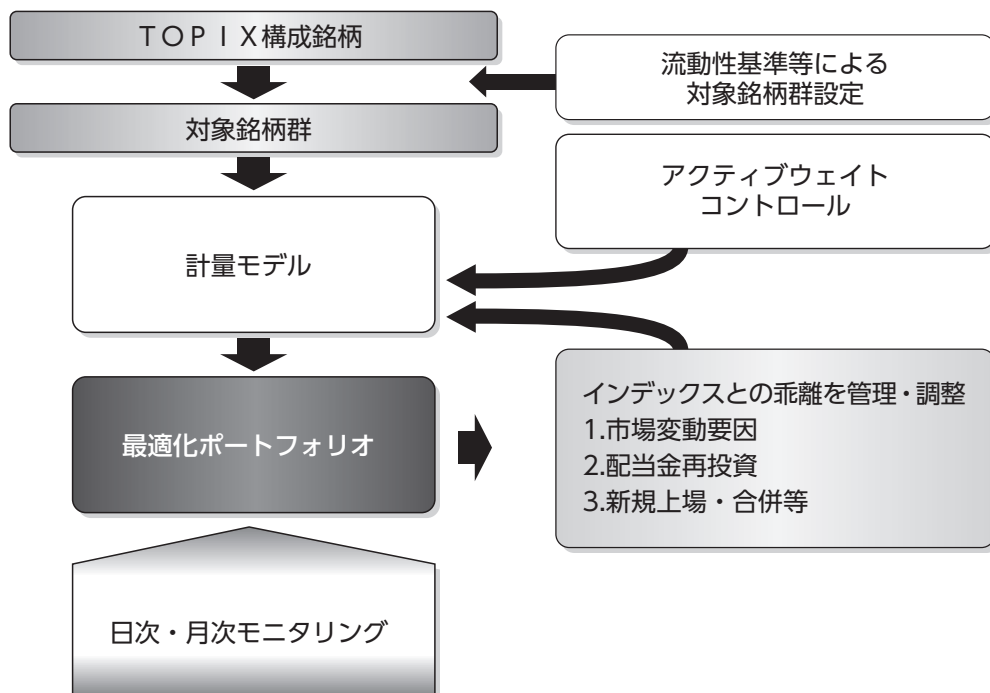 ＴＯＰＩＸ構成銘柄
流動性基準等による
対象銘柄群設定
対象銘柄群
アクティブウェイト
コントロール
計量モデル
最適化ポートフォリオ
インデックスとの乖離を管理・調整
1.市場変動要因
2.配当金再投資
3.新規上場・合併等
日次・月次モニタリング